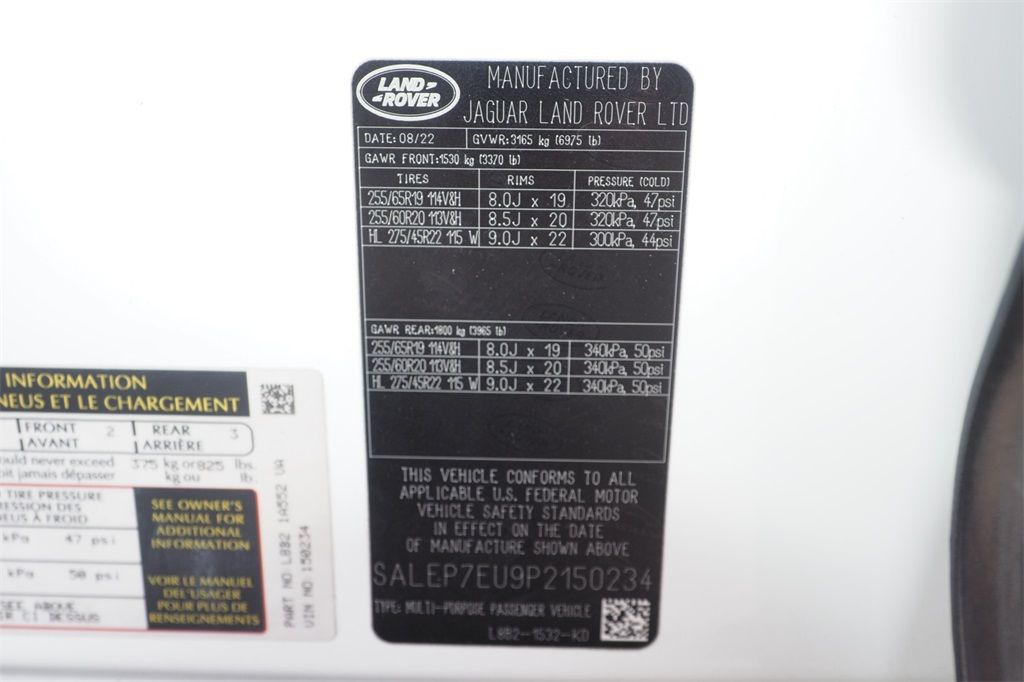 LAND ROVER
MANUFACTURED BY
JAGUAR LAND ROVER LTD
DATE: 08/22 GVWR: 3165 kg (6975 lb)
GAWR FRONT: 1530 kg (3370 lb)
TIRES RIMS PRESSURE (COLD)
255/65R19 114V&H 8.0J x 19 320kPa, 47psi
255/60R20 113V&H 8.5J x 20 320kPa, 47psi
HL 275/45R22 115 W 9.0J x 22 300kPa, 44psi
GAWR REAR: 1800 kg (3965 lb)
255/65R19 114V&H 8.0J x 19 340kPa, 50psi
255/60R20 113V&H 8.5J x 20 340kPa, 50psi
HL 275/45R22 115 W 9.0J x 22 340kPa, 50psi
THIS VEHICLE CONFORMS TO ALL
APPLICABLE U.S. FEDERAL MOTOR
VEHICLE SAFETY STANDARDS
IN EFFECT ON THE DATE
OF MANUFACTURE SHOWN ABOVE
SALEP7EU9P2150234
TYPE: MULTI-PURPOSE PASSENGER VEHICLE
L8B2-1532-KD
INFORMATION
NEUS ET LE CHARGEMENT
FRONT 2 REAR 3
AVANT ARRIÈRE
ould never exceed 375 kg or 825 lbs.
oit jamais dépasser kg ou lb.
TIRE PRESSURE
ESSION DES
NEUS À FROID
kPa 47 psi
kPa 50 psi
SEE ABOVE
CI DESSUS
SEE OWNER'S
MANUAL FOR
ADDITIONAL
INFORMATION
VOIR LE MANUEL
DE L'USAGER
POUR PLUS DE
RENSEIGNEMENTS
PART NO L8B2 1A552 VA
VIN NO 150234